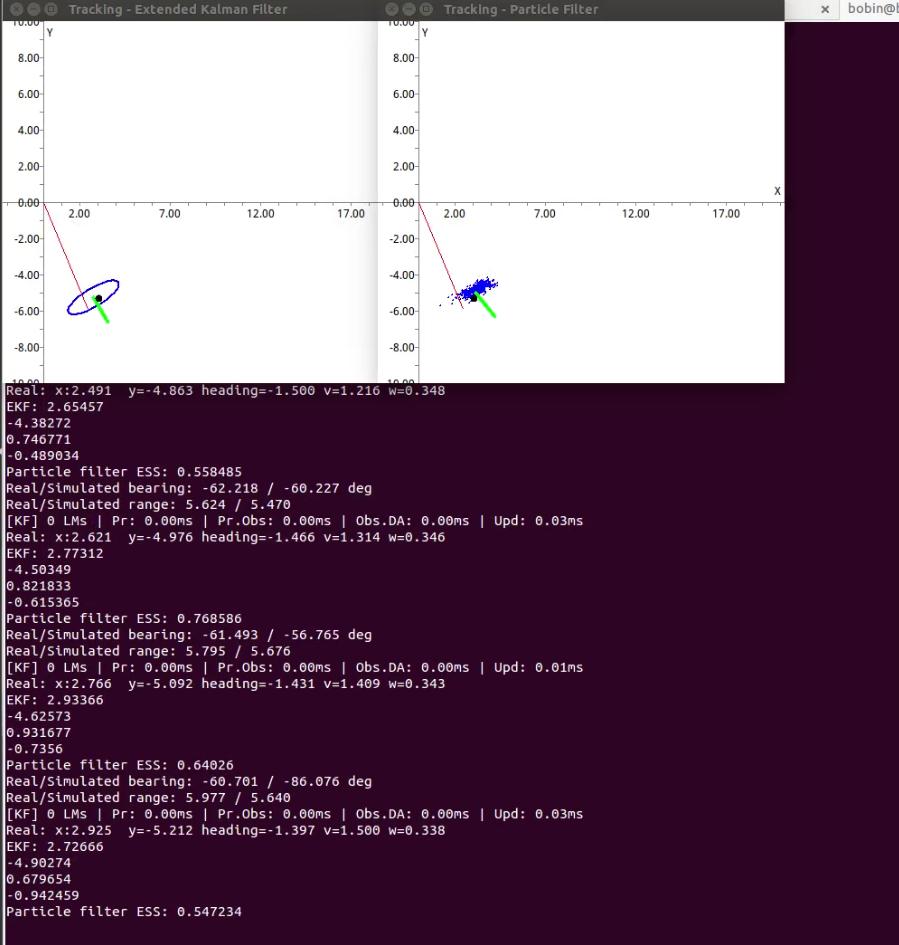 Tracking - Extended Kalman Filter
Tracking - Particle Filter
bobin@b
10.00
Y
8.00
6.00
4.00
2.00
0.00
2.00 7.00 12.00 17.00
-2.00
-4.00
-6.00
-8.00
-10.00
10.00
Y
8.00
6.00
4.00
2.00
X
0.00
2.00 7.00 12.00 17.00
-2.00
-4.00
-6.00
-8.00
-10.00
Real: x:2.491  y=-4.863 heading=-1.500 v=1.216 w=0.348
EKF: 2.65457
-4.38272
0.746771
-0.489034
Particle filter ESS: 0.558485
Real/Simulated bearing: -62.218 / -60.227 deg
Real/Simulated range: 5.624 / 5.470
[KF] 0 LMs | Pr: 0.00ms | Pr.Obs: 0.00ms | Obs.DA: 0.00ms | Upd: 0.03ms
Real: x:2.621  y=-4.976 heading=-1.466 v=1.314 w=0.346
EKF: 2.77312
-4.50349
0.821833
-0.615365
Particle filter ESS: 0.768586
Real/Simulated bearing: -61.493 / -56.765 deg
Real/Simulated range: 5.795 / 5.676
[KF] 0 LMs | Pr: 0.00ms | Pr.Obs: 0.00ms | Obs.DA: 0.00ms | Upd: 0.01ms
Real: x:2.766  y=-5.092 heading=-1.431 v=1.409 w=0.343
EKF: 2.93366
-4.62573
0.931677
-0.7356
Particle filter ESS: 0.64026
Real/Simulated bearing: -60.701 / -86.076 deg
Real/Simulated range: 5.977 / 5.640
[KF] 0 LMs | Pr: 0.00ms | Pr.Obs: 0.00ms | Obs.DA: 0.00ms | Upd: 0.03ms
Real: x:2.925  y=-5.212 heading=-1.397 v=1.500 w=0.338
EKF: 2.72666
-4.90274
0.679654
-0.942459
Particle filter ESS: 0.547234